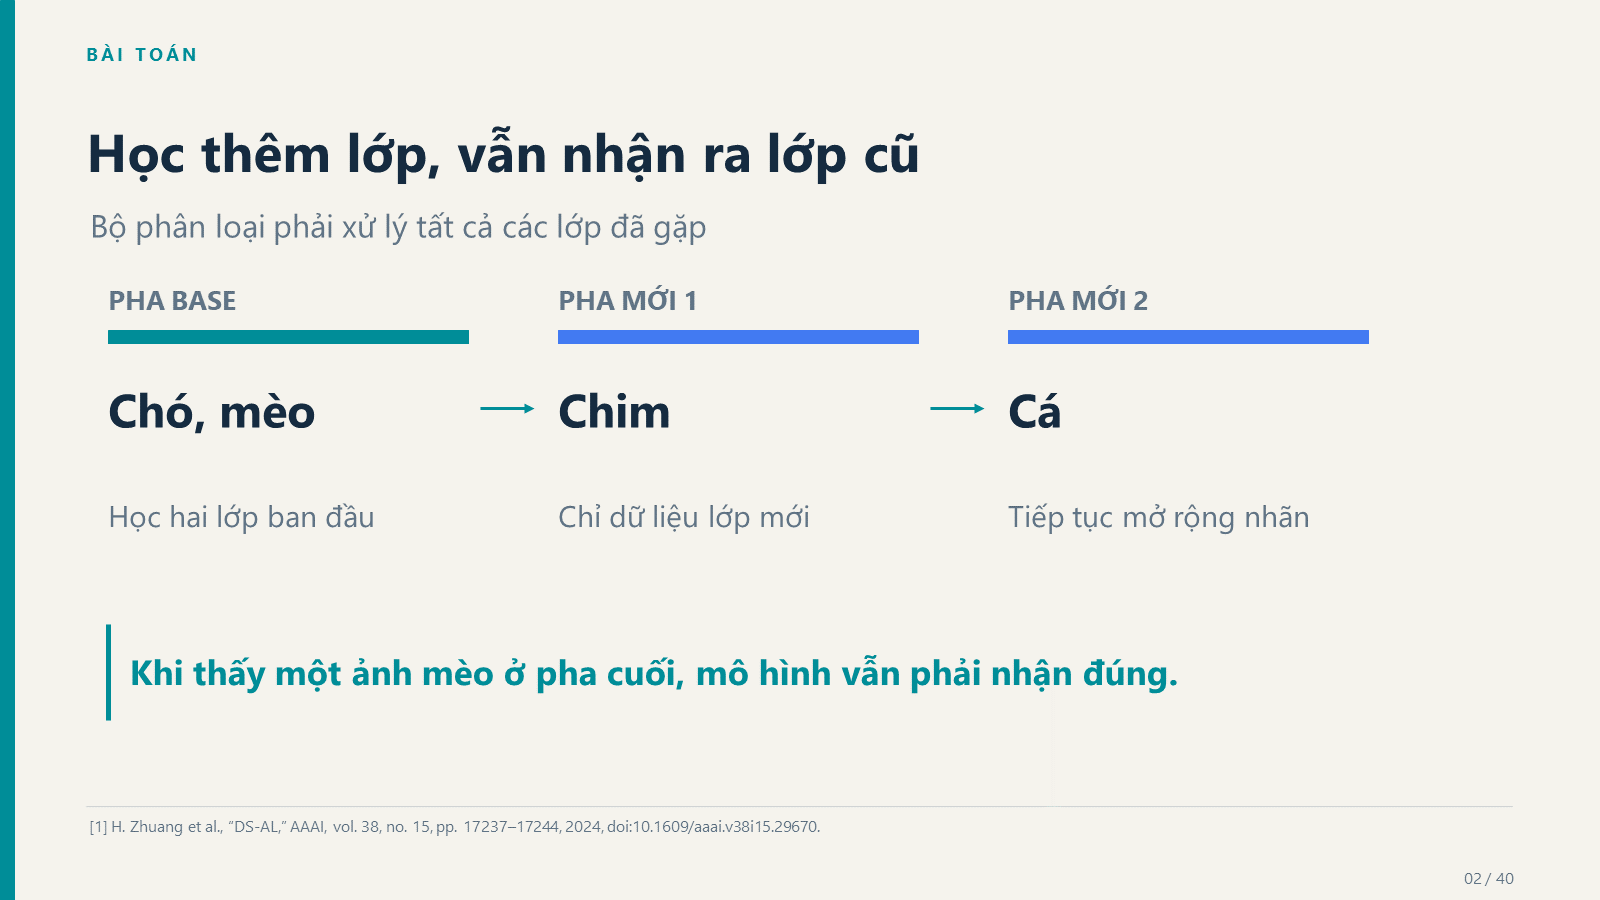 BÀI TOÁN
Học thêm lớp, vẫn nhận ra lớp cũ
Bộ phân loại phải xử lý tất cả các lớp đã gặp
PHA BASE
Chó, mèo
Học hai lớp ban đầu
PHA MỚI 1
Chim
Chỉ dữ liệu lớp mới
PHA MỚI 2
Cá
Tiếp tục mở rộng nhãn
Khi thấy một ảnh mèo ở pha cuối, mô hình vẫn phải nhận đúng.
[1] H. Zhuang et al., “DS-AL,” AAAI, vol. 38, no. 15, pp. 17237–17244, 2024, doi:10.1609/aaai.v38i15.29670.
02 / 40